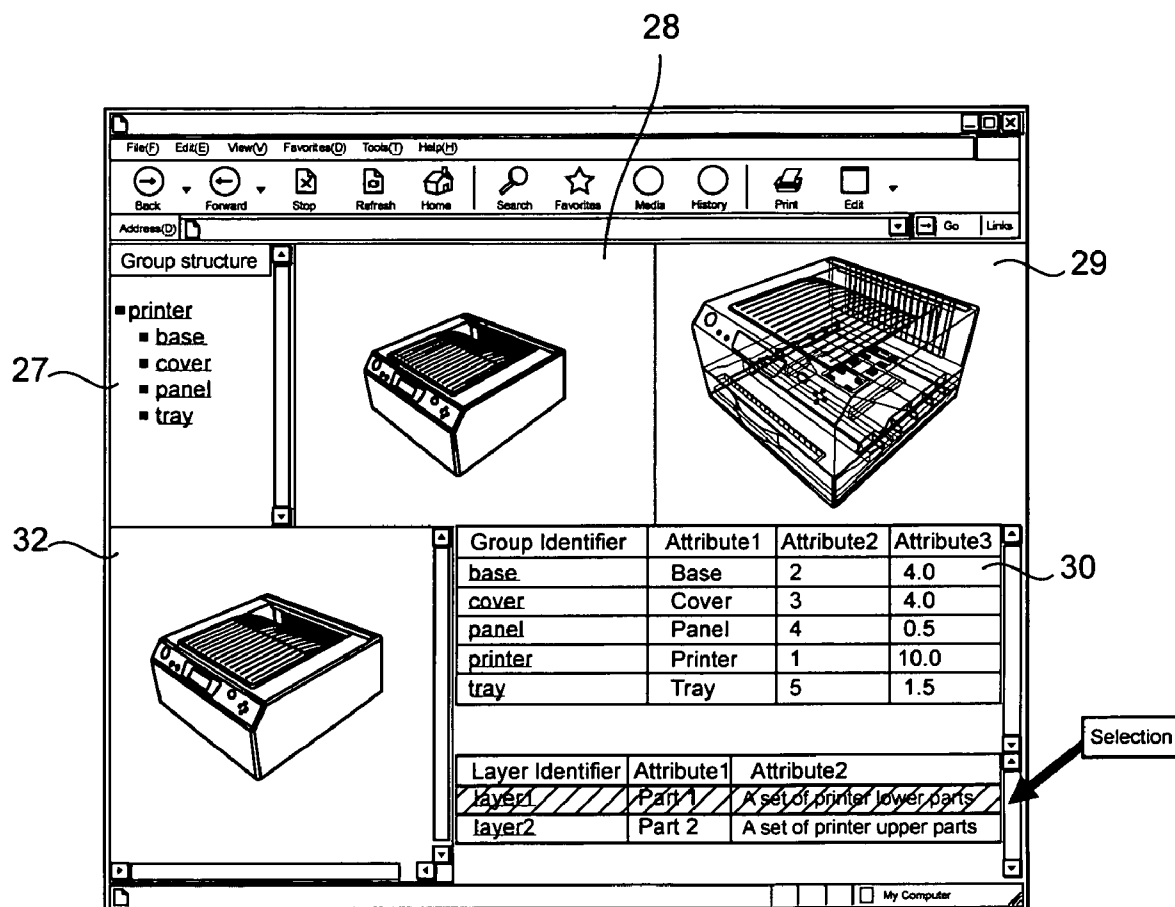 28
File(F) Edit(E) View(V) Favorites(D) Tools(T) Help(H)
Back Forward Stop Refresh Home Search Favorites Media History Print Edit
Address(D) Go Links
Group structure
29
printer
base
cover
panel
tray
27
32
Group Identifier Attribute1 Attribute2 Attribute3
base Base 2 4.0
30
cover Cover 3 4.0
panel Panel 4 0.5
printer Printer 1 10.0
tray Tray 5 1.5
Selection
Layer Identifier Attribute1 Attribute2
layer1 Part 1 A set of printer lower parts
layer2 Part 2 A set of printer upper parts
My Computer